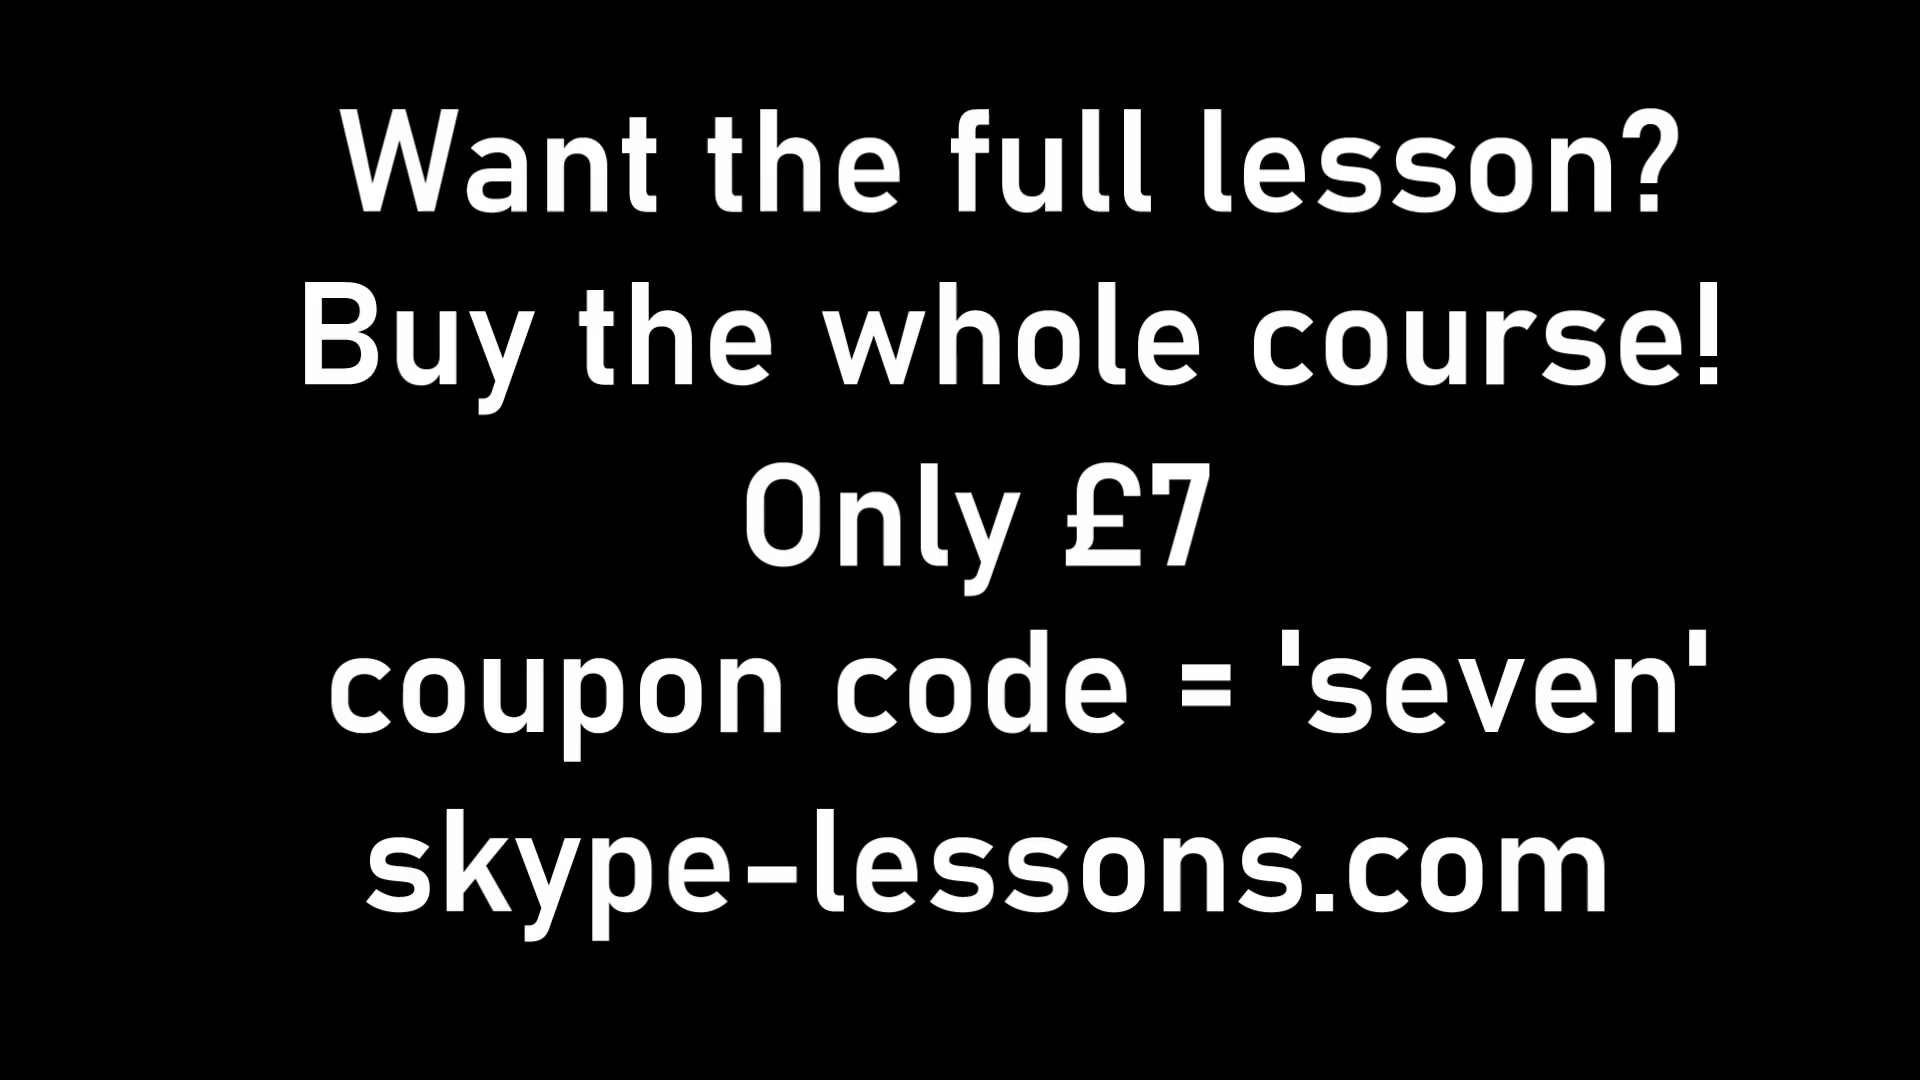 Want the full lesson?
Buy the whole course!
Only £7
coupon code = 'seven'
skype-lessons.com